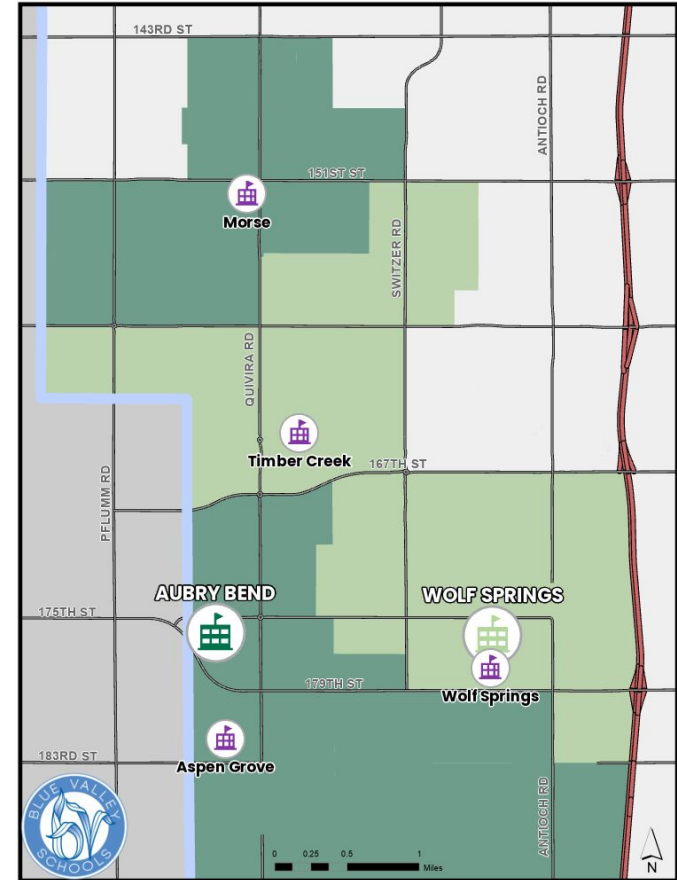 143RD ST
ANTIOCH RD
151ST ST
Morse
SWITZER RD
QUIVIRA RD
Timber Creek
167TH ST
PFLUMM RD
AUBRY BEND
WOLF SPRINGS
175TH ST
179TH ST
Wolf Springs
183RD ST
Aspen Grove
BLUE VALLEY
SCHOOLS
ANTIOCH RD
0 0.25 0.5 1
Miles
N